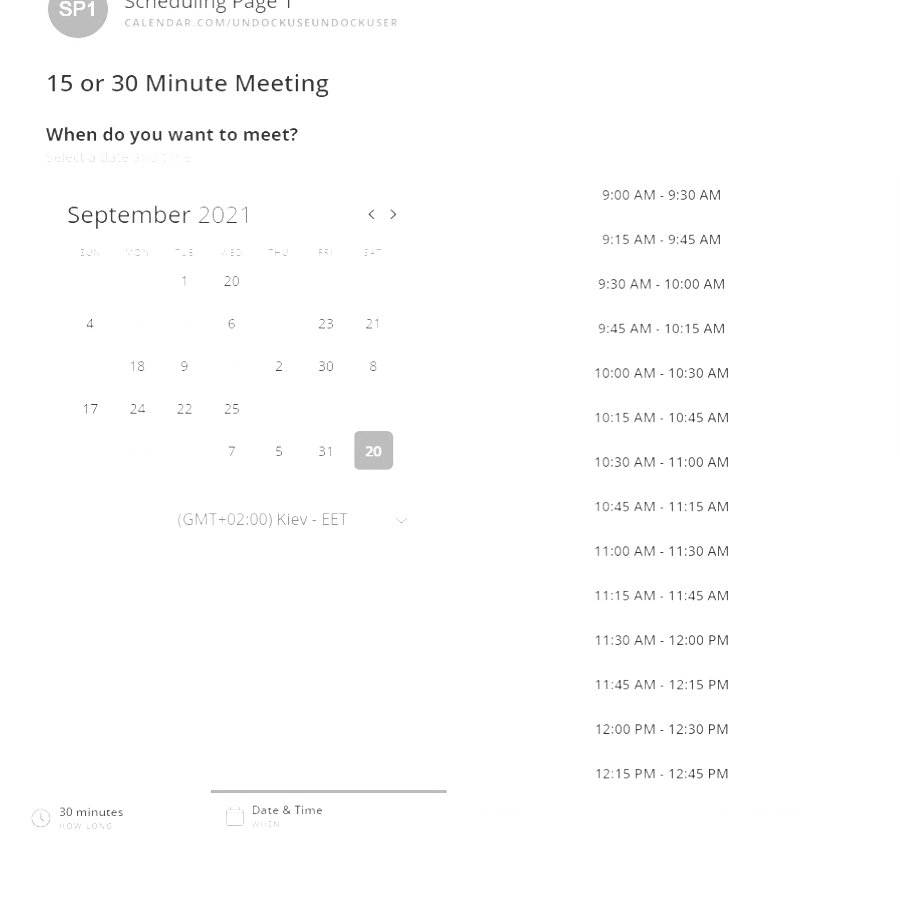 SP1
Scheduling Page 1
CALENDAR.COM/UNDOCKUSEUNDOCKUSER
15 or 30 Minute Meeting
When do you want to meet?
Select a date and time
September 2021
SUN MON TUE WED THU FRI SAT
1 20
4 6 23 21
18 9 2 30 8
17 24 22 25
7 5 31 20
(GMT+02:00) Kiev - EET
9:00 AM - 9:30 AM
9:15 AM - 9:45 AM
9:30 AM - 10:00 AM
9:45 AM - 10:15 AM
10:00 AM - 10:30 AM
10:15 AM - 10:45 AM
10:30 AM - 11:00 AM
10:45 AM - 11:15 AM
11:00 AM - 11:30 AM
11:15 AM - 11:45 AM
11:30 AM - 12:00 PM
11:45 AM - 12:15 PM
12:00 PM - 12:30 PM
12:15 PM - 12:45 PM
30 minutes
HOW LONG
Date & Time
WHEN